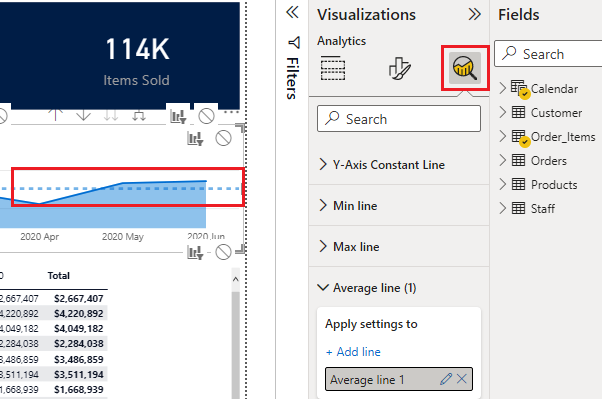 114K
Items Sold
2020 Apr
2020 May
2020 Jun
Total
2,667,407 $2,667,407
4,220,892 $4,220,892
4,049,182 $4,049,182
2,284,038 $2,284,038
3,486,859 $3,486,859
3,511,194 $3,511,194
1,668,939 $1,668,939
Filters
Visualizations
Analytics
Search
Y-Axis Constant Line
Min line
Max line
Average line (1)
Apply settings to
+ Add line
Average line 1
Fields
Search
Calendar
Customer
Order_Items
Orders
Products
Staff